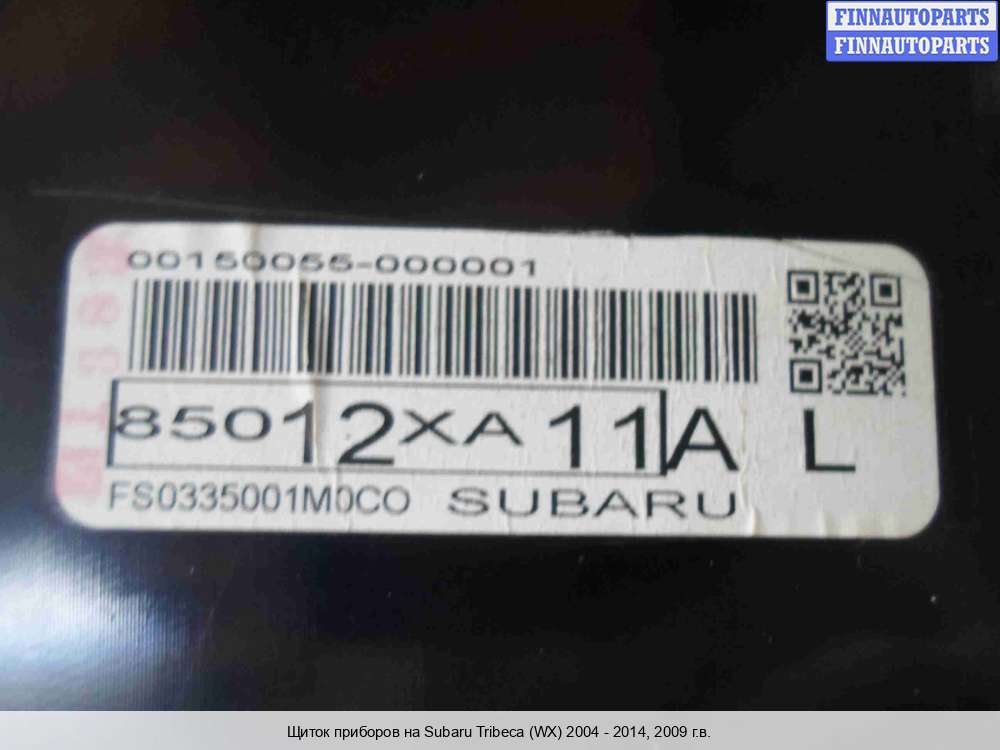 FINNAUTOPARTS
FINNAUTOPARTS
00150055-000001
85012XA11A L
FS0335001M0CO SUBARU
Щиток приборов на Subaru Tribeca (WX) 2004 - 2014, 2009 г.в.